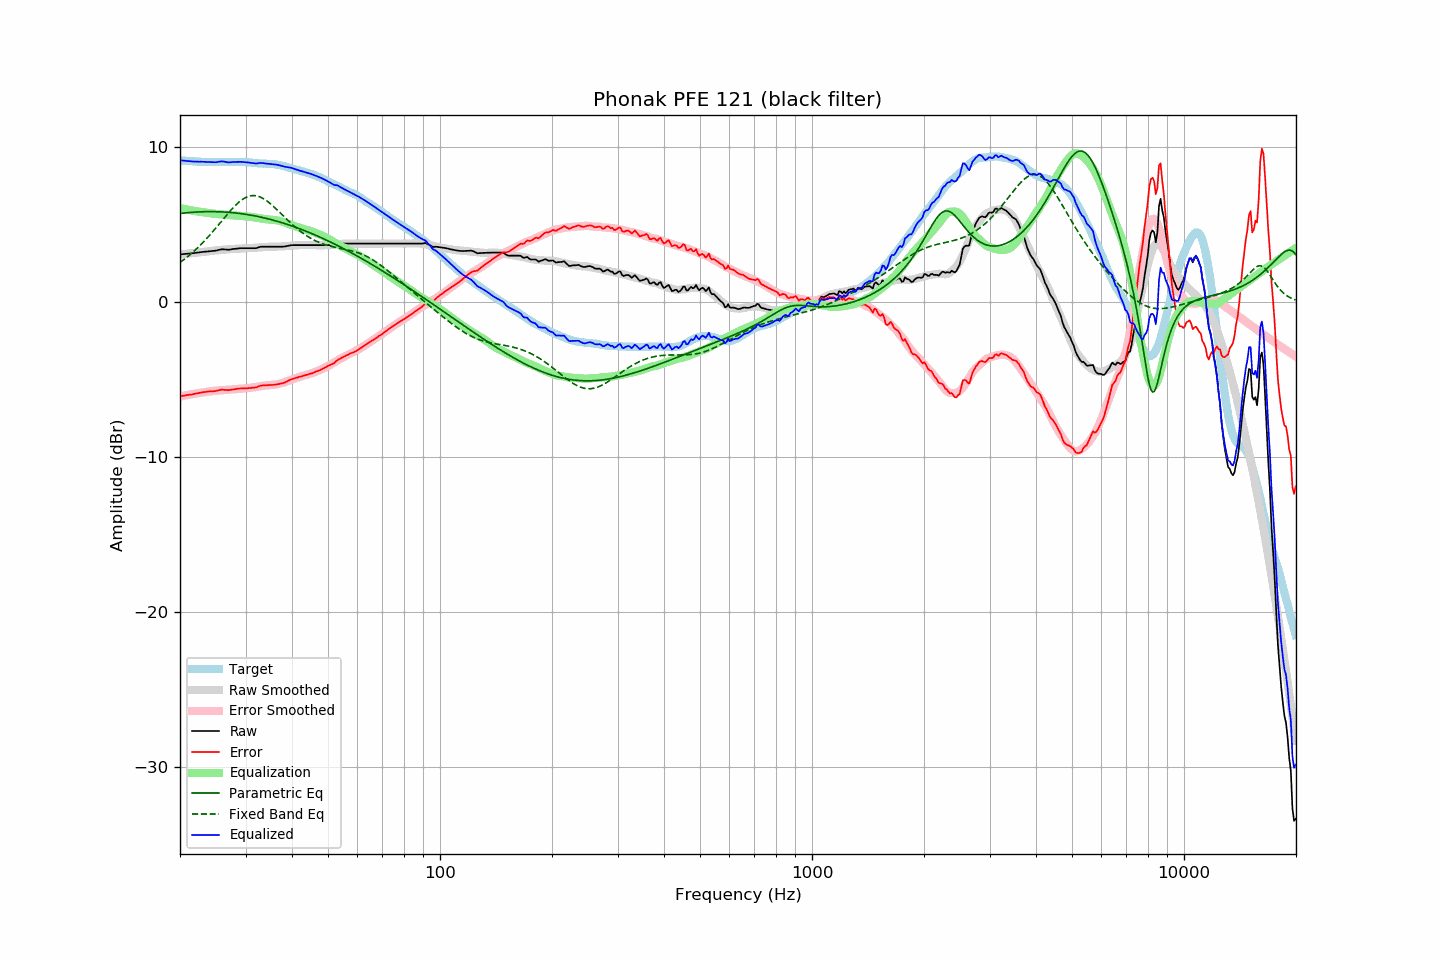 Phonak PFE 121 (black filter)
10
0
−10
−20
−30
Amplitude (dBr)
Target
Raw Smoothed
Error Smoothed
Raw
Error
Equalization
Parametric Eq
Fixed Band Eq
Equalized
100
1000
10000
Frequency (Hz)